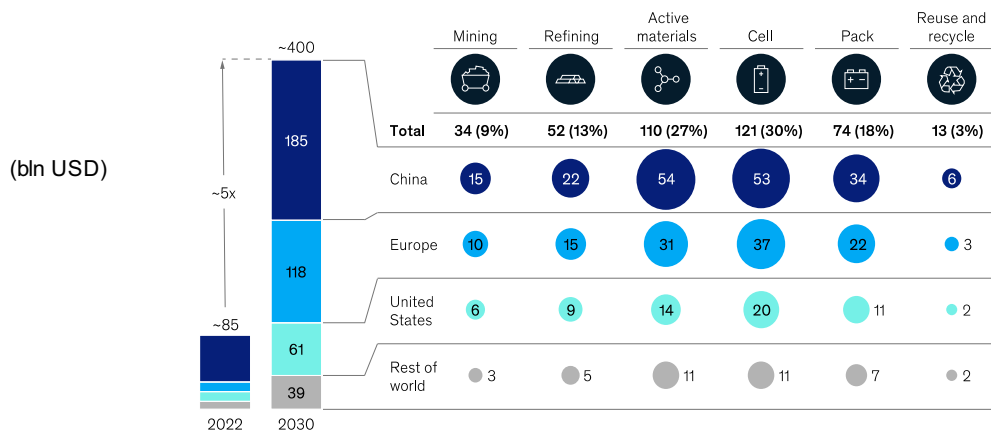 ~400
Mining
Refining
Active
materials
Cell
Pack
Reuse and
recycle
Total 34 (9%) 52 (13%) 110 (27%) 121 (30%) 74 (18%) 13 (3%)
(bln USD)
~5x
185
China 15 22 54 53 34 6
118
Europe 10 15 31 37 22 3
~85
61
United
States 6 9 14 20 11 2
39
Rest of
world 3 5 11 11 7 2
2022 2030